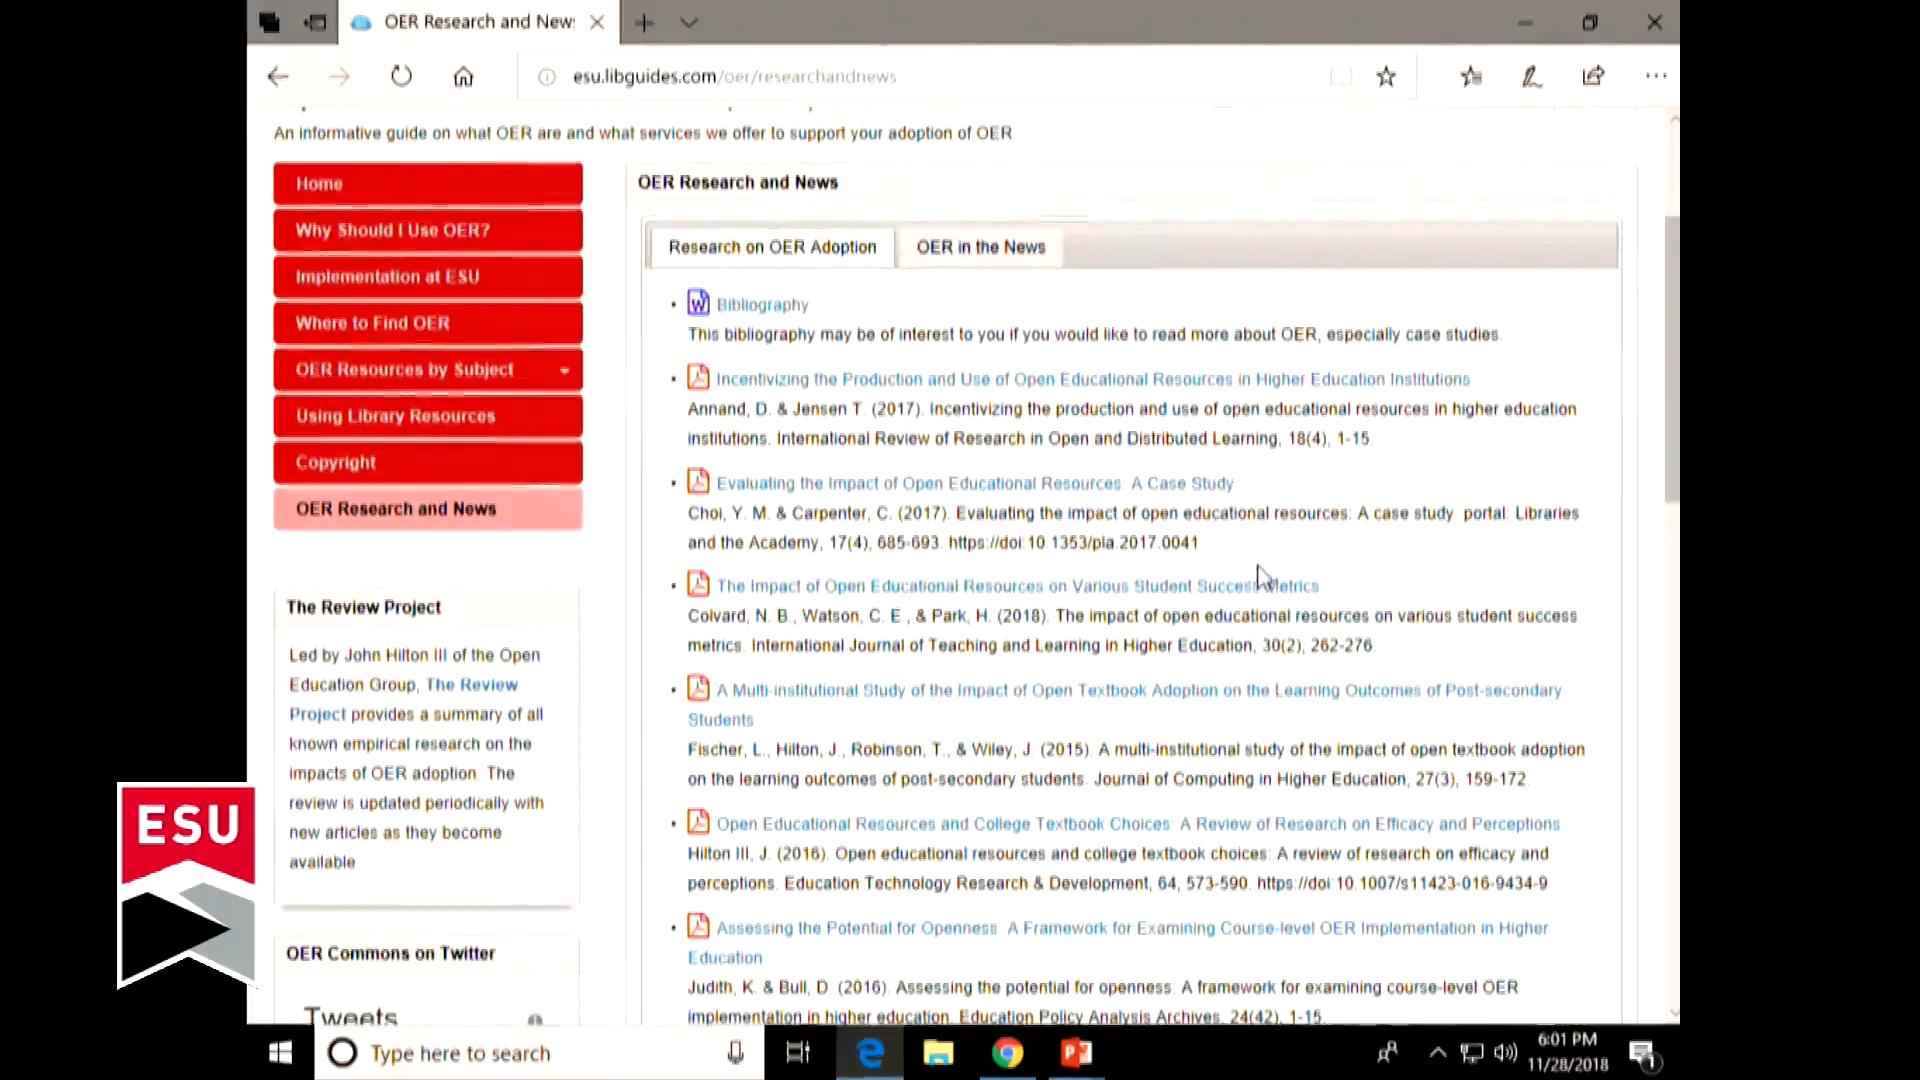 OER Research and New
esu.libguides.com/oer/researchandnews
An informative guide on what OER are and what services we offer to support your adoption of OER
Home
Why Should I Use OER?
Implementation at ESU
Where to Find OER
OER Resources by Subject
Using Library Resources
Copyright
OER Research and News
The Review Project
Led by John Hilton III of the Open
Education Group, The Review
Project provides a summary of all
known empirical research on the
impacts of OER adoption. The
review is updated periodically with
new articles as they become
available
OER Commons on Twitter
Tweets
OER Research and News
Research on OER Adoption
OER in the News
Bibliography
This bibliography may be of interest to you if you would like to read more about OER, especially case studies.
Incentivizing the Production and Use of Open Educational Resources in Higher Education Institutions
Annand, D. & Jensen T. (2017). Incentivizing the production and use of open educational resources in higher education
institutions. International Review of Research in Open and Distributed Learning, 18(4), 1-15.
Evaluating the Impact of Open Educational Resources: A Case Study
Choi, Y. M. & Carpenter, C. (2017). Evaluating the impact of open educational resources: A case study. portal: Libraries
and the Academy, 17(4), 685-693. https://doi:10.1353/pla.2017.0041
The Impact of Open Educational Resources on Various Student Success Metrics
Colvard, N. B., Watson, C. E., & Park, H. (2018). The impact of open educational resources on various student success
metrics. International Journal of Teaching and Learning in Higher Education, 30(2), 262-276.
A Multi-institutional Study of the Impact of Open Textbook Adoption on the Learning Outcomes of Post-secondary
Students
Fischer, L., Hilton, J., Robinson, T., & Wiley, J. (2015). A multi-institutional study of the impact of open textbook adoption
on the learning outcomes of post-secondary students. Journal of Computing in Higher Education, 27(3), 159-172.
Open Educational Resources and College Textbook Choices: A Review of Research on Efficacy and Perceptions
Hilton III, J. (2016). Open educational resources and college textbook choices: A review of research on efficacy and
perceptions. Education Technology Research & Development, 64, 573-590. https://doi:10.1007/s11423-016-9434-9
Assessing the Potential for Openness: A Framework for Examining Course-level OER Implementation in Higher
Education
Judith, K. & Bull, D. (2016). Assessing the potential for openness: A framework for examining course-level OER
implementation in higher education. Education Policy Analysis Archives, 24(42), 1-15.
ESU
Type here to search
6:01 PM
11/28/2018
1